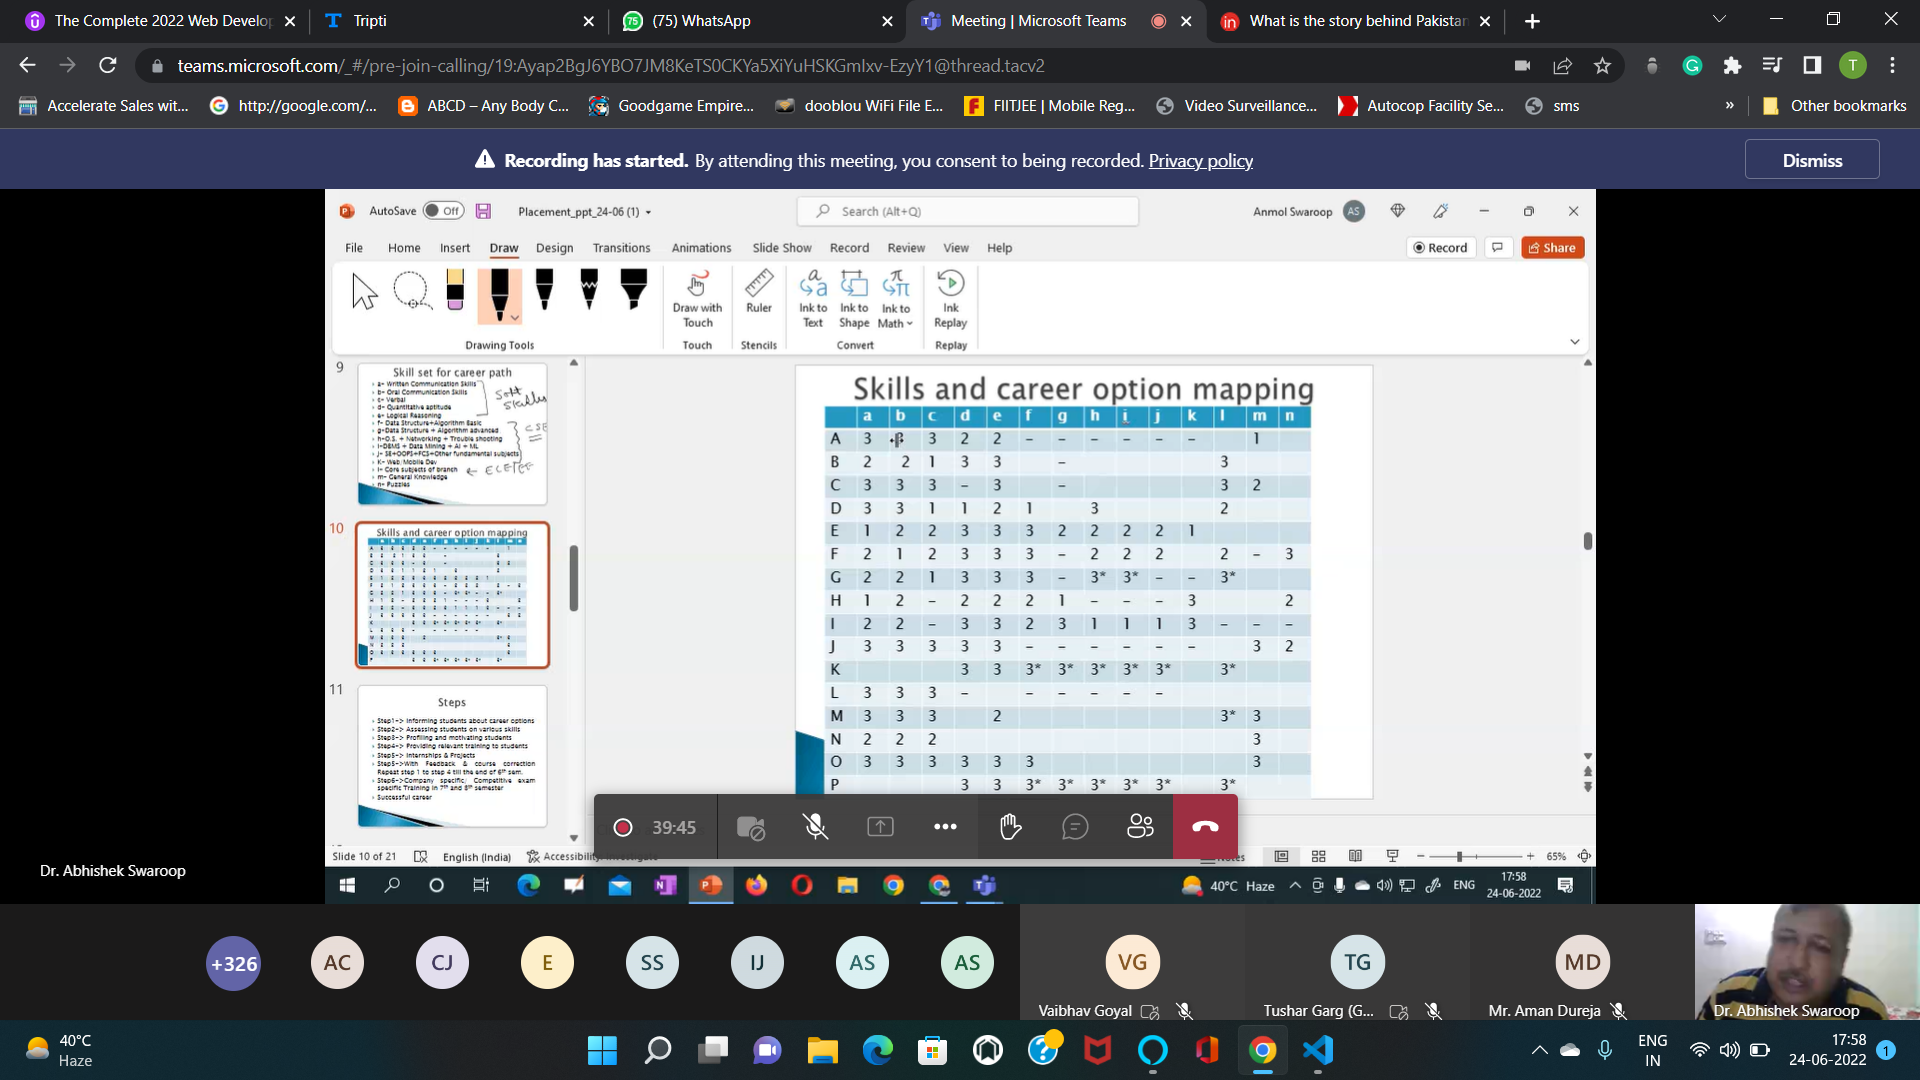 The Complete 2022 Web Develop
Tripti
(75) WhatsApp
Meeting | Microsoft Teams
What is the story behind Pakistan
teams.microsoft.com/_#/pre-join-calling/19:Ayap2BgJ6YBO7JM8KeTS0CKYa5XiYuHSKGmlxv-EzyY1@thread.tacv2
T
Accelerate Sales wit...
http://google.com/...
ABCD – Any Body C...
Goodgame Empire...
dooblou WiFi File E...
FIITJEE | Mobile Reg...
Video Surveillance...
Autocop Facility Se...
sms
»
Other bookmarks
Recording has started. By attending this meeting, you consent to being recorded. Privacy policy
Dismiss
AutoSave Off
Placement_ppt_24-06 (1)
Search (Alt+Q)
Anmol Swaroop AS
File Home Insert Draw Design Transitions Animations Slide Show Record Review View Help
Record
Share
Draw with Touch
Ruler
Ink to Text
Ink to Shape
Ink to Math
Ink Replay
Drawing Tools Touch Stencils Convert Replay
9
Skill set for career path
a- Written Communication Skills
b- Oral Communication Skills
c- Verbal
d- Quantitative aptitude
e- Logical Reasoning
f- Data Structure+Algorithm Basic
g-Data Structure + Algorithm advanced
h-O.S. + Networking + Trouble shooting
i-DBMS + Data Mining + AI + ML
j- SE+OOPS+FCS+Other fundamental subjects
K- Web/Mobile Dev
l- Core subjects of branch
m- General Knowledge
n- Puzzles
Soft Skills
CSE
10
Skills and career option mapping
11
Steps
Step1-> Informing students about career options
Step2-> Assessing students on various skills
Step3-> Profiling and motivating students
Step4-> Providing relevant training to students
Step5-> Internships & Projects
Step5->With Feedback & course correction
Repeat step 1 to step 4 till the end of 6th sem.
Step6->Company specific/ Competitive exam
specific Training in 7th and 8th semester
Successful career
Skills and career option mapping
a b c d e f g h i j k l m n
A 3 3 2 2 - - - - - - 1
B 2 2 1 3 3 - 3
C 3 3 3 - 3 - 3 2
D 3 3 1 1 2 1 3 2
E 1 2 2 3 3 3 2 2 2 2 1
F 2 1 2 3 3 3 - 2 2 2 2 - 3
G 2 2 1 3 3 3 - 3* 3* - - 3*
H 1 2 - 2 2 2 1 - - - 3 2
I 2 2 - 3 3 2 3 1 1 1 3 - - -
J 3 3 3 3 3 - - - - - - 3 2
K 3 3 3* 3* 3* 3* 3* 3*
L 3 3 3 - - - - - -
M 3 3 3 2 3* 3
N 2 2 2 3
O 3 3 3 3 3 3 3
P 3 3 3* 3* 3* 3* 3* 3*
39:45
Slide 10 of 21
English (India)
Notes
65%
40°C Haze
ENG
17:58
24-06-2022
Dr. Abhishek Swaroop
+326
AC
CJ
E
SS
IJ
AS
AS
VG
Vaibhav Goyal
TG
Tushar Garg (G...
MD
Mr. Aman Dureja
Dr. Abhishek Swaroop
40°C
Haze
ENG
IN
17:58
24-06-2022
1